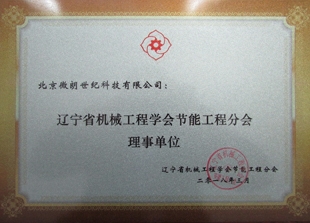 北京微朗世纪科技有限公司：
辽宁省机械工程学会节能工程分会
理事单位
辽宁省机械工程学会节能工程分会
二〇一八年三月